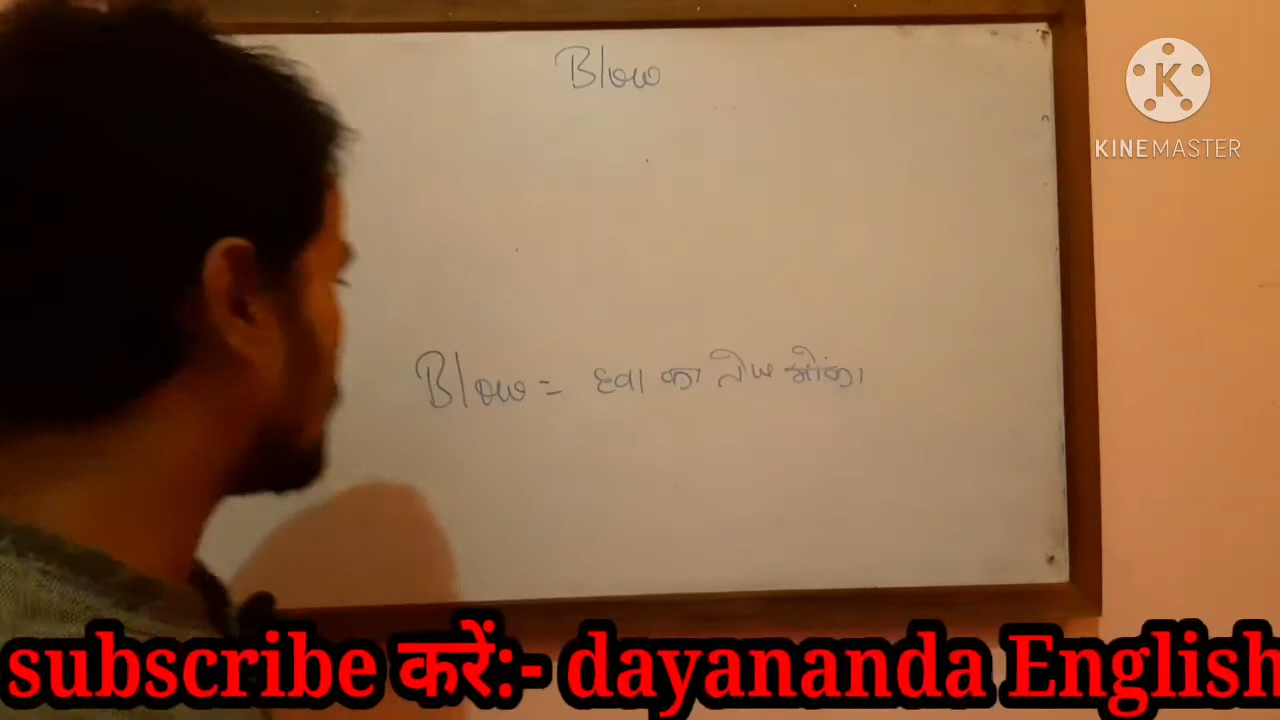 Blow
KINEMASTER
Blow = हवा का तेज झोंका
subscribe करें:- dayananda English